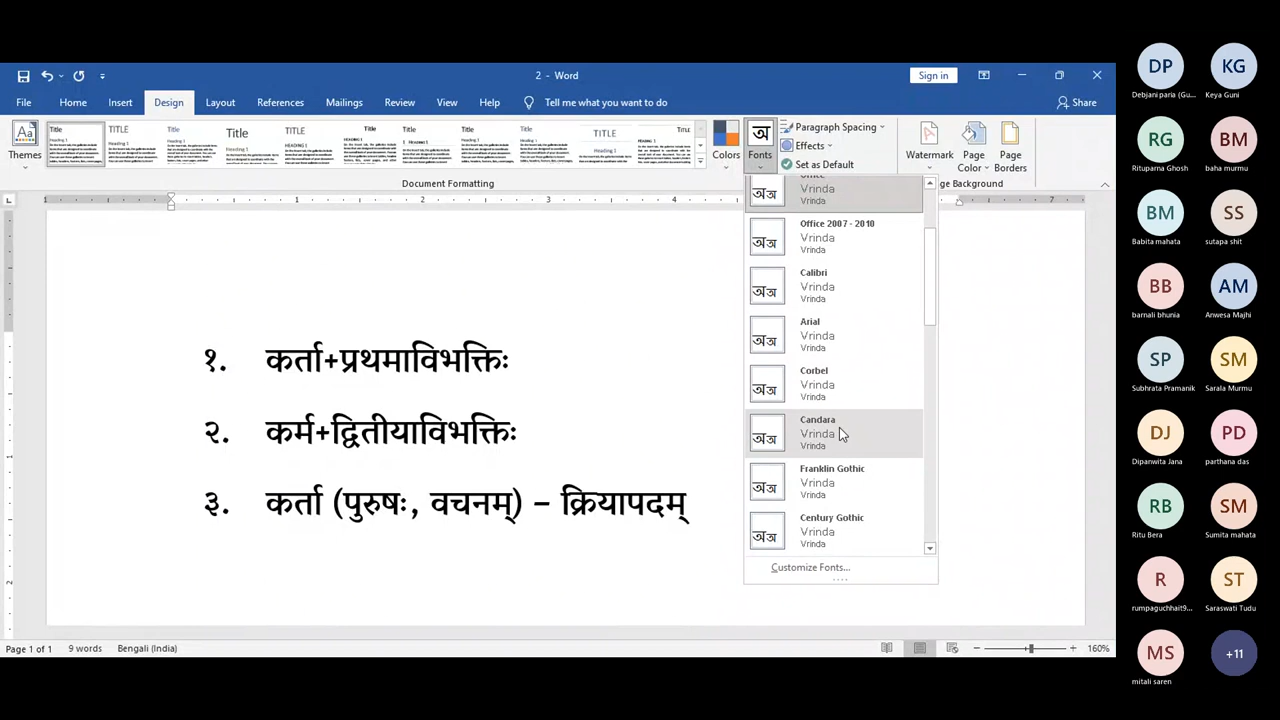 2 - Word
Sign in
File Home Insert Design Layout References Mailings Review View Help Tell me what you want to do Share
Themes
Title
TITLE
Title
Title
TITLE
Title
Title
Title
TITLE
Colors
Fonts
Paragraph Spacing
Effects
Set as Default
Watermark
Page Color
Page Borders
Document Formatting
१. कर्ता+प्रथमाविभक्तिः
२. कर्म+द्वितीयाविभक्तिः
३. कर्ता (पुरुषः, वचनम्) – क्रियापदम्
Vrinda
Vrinda
Office 2007 - 2010
Vrinda
Vrinda
Calibri
Vrinda
Vrinda
Arial
Vrinda
Vrinda
Corbel
Vrinda
Vrinda
Candara
Vrinda
Vrinda
Franklin Gothic
Vrinda
Vrinda
Century Gothic
Vrinda
Vrinda
Customize Fonts...
Page 1 of 1 9 words Bengali (India) 160%
DP KG
Debjani paria (Gu... Keya Guni
RG BM
Rituparna Ghosh baha murmu
BM SS
Babita mahata sutapa shit
BB AM
barnali bhunia Anwesa Majhi
SP SM
Subhrata Pramanik Sarala Murmu
DJ PD
Dipanwita Jana parthana das
RB SM
Ritu Bera Sumita mahata
R ST
rumpaguchhait9... Saraswati Tudu
MS +11
mitali saren